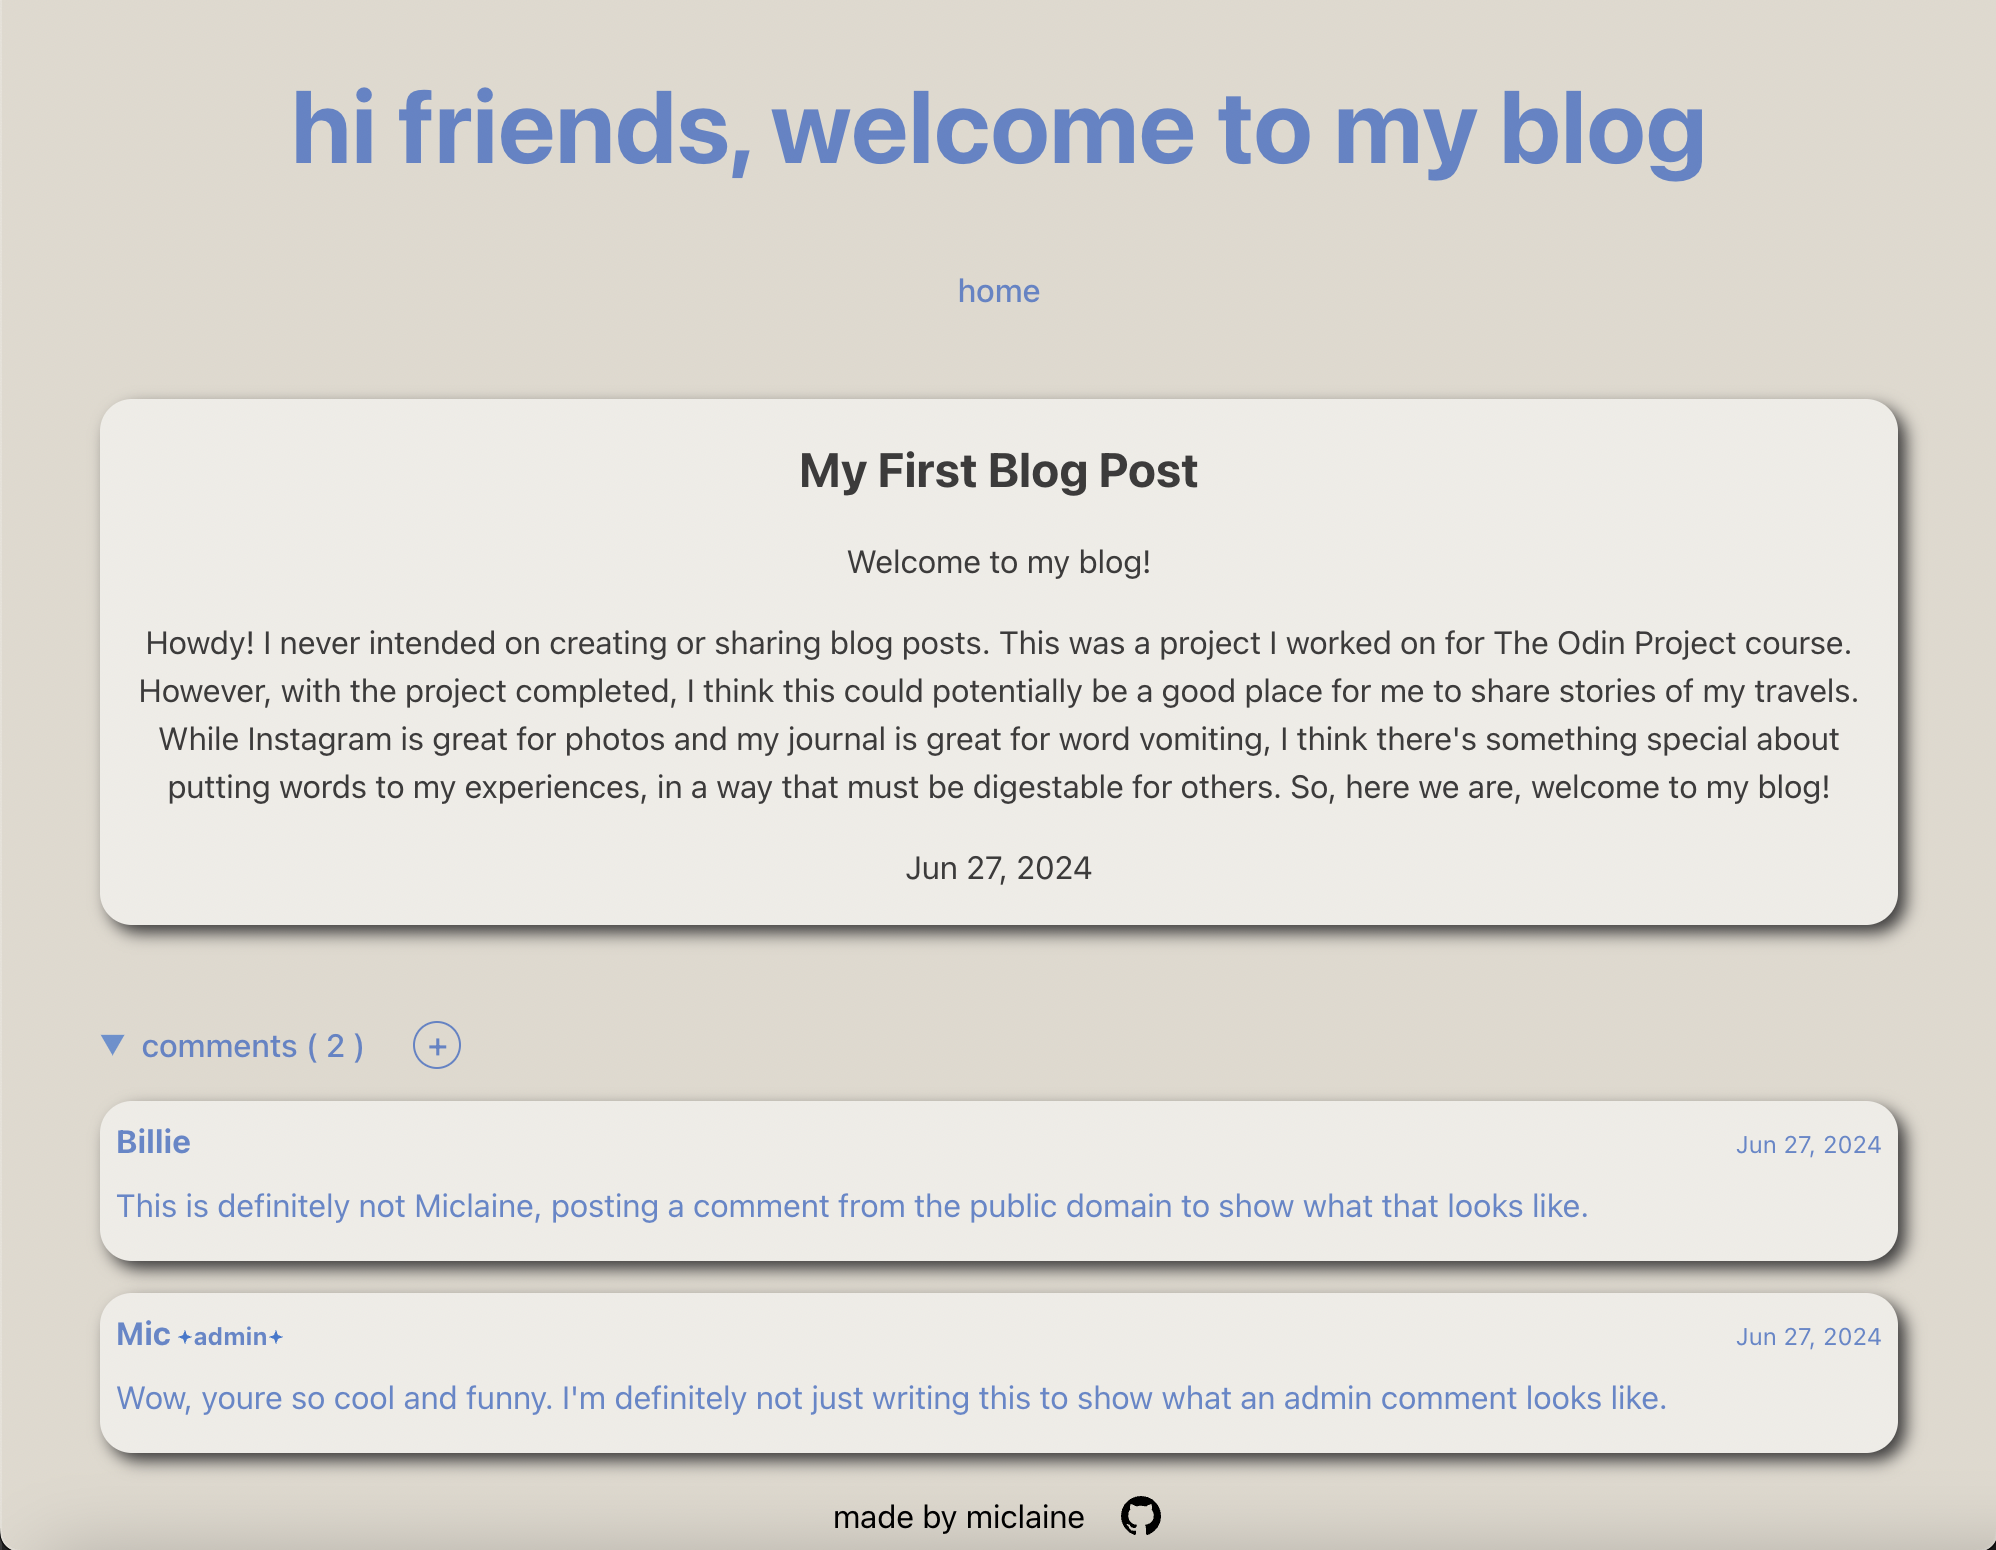 hi friends, welcome to my blog
home
My First Blog Post
Welcome to my blog!
Howdy! I never intended on creating or sharing blog posts. This was a project I worked on for The Odin Project course.
However, with the project completed, I think this could potentially be a good place for me to share stories of my travels.
While Instagram is great for photos and my journal is great for word vomiting, I think there's something special about
putting words to my experiences, in a way that must be digestable for others. So, here we are, welcome to my blog!
Jun 27, 2024
▼ comments ( 2 ) +
Billie Jun 27, 2024
This is definitely not Miclaine, posting a comment from the public domain to show what that looks like.
Mic ✦admin✦ Jun 27, 2024
Wow, youre so cool and funny. I'm definitely not just writing this to show what an admin comment looks like.
made by miclaine